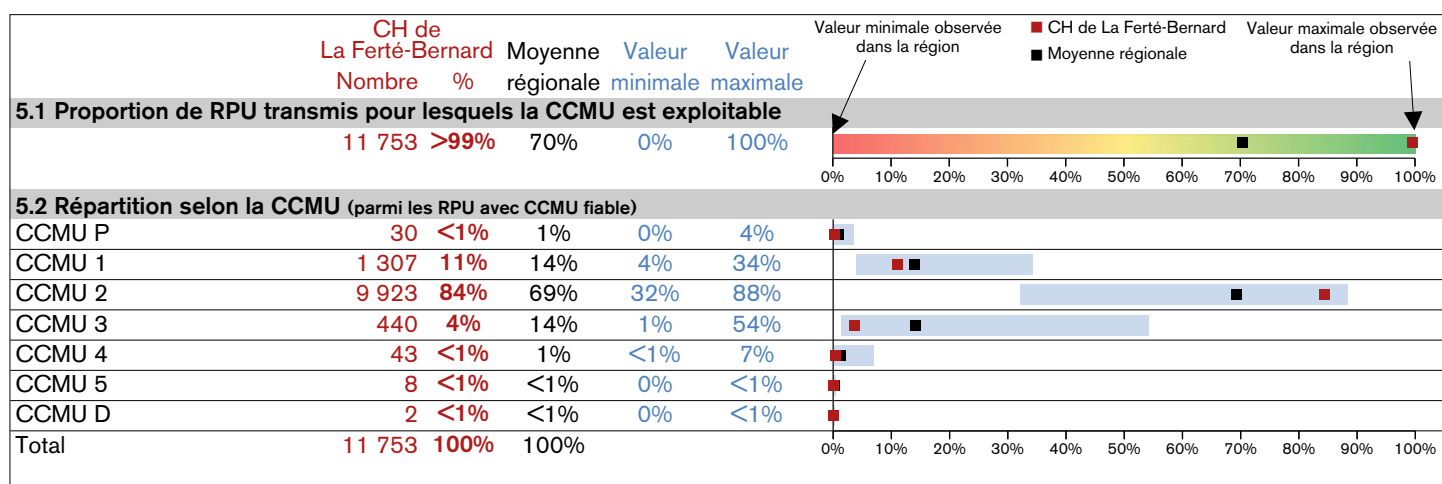 CH de
La Ferté-Bernard Moyenne Valeur Valeur
Nombre % régionale minimale maximale
Valeur minimale observée
dans la région
CH de La Ferté-Bernard
Moyenne régionale
Valeur maximale observée
dans la région
5.1 Proportion de RPU transmis pour lesquels la CCMU est exploitable
11 753 >99% 70% 0% 100%
0% 10% 20% 30% 40% 50% 60% 70% 80% 90% 100%
5.2 Répartition selon la CCMU (parmi les RPU avec CCMU fiable)
CCMU P 30 <1% 1% 0% 4%
CCMU 1 1 307 11% 14% 4% 34%
CCMU 2 9 923 84% 69% 32% 88%
CCMU 3 440 4% 14% 1% 54%
CCMU 4 43 <1% 1% <1% 7%
CCMU 5 8 <1% <1% 0% <1%
CCMU D 2 <1% <1% 0% <1%
Total 11 753 100% 100%
0% 10% 20% 30% 40% 50% 60% 70% 80% 90% 100%